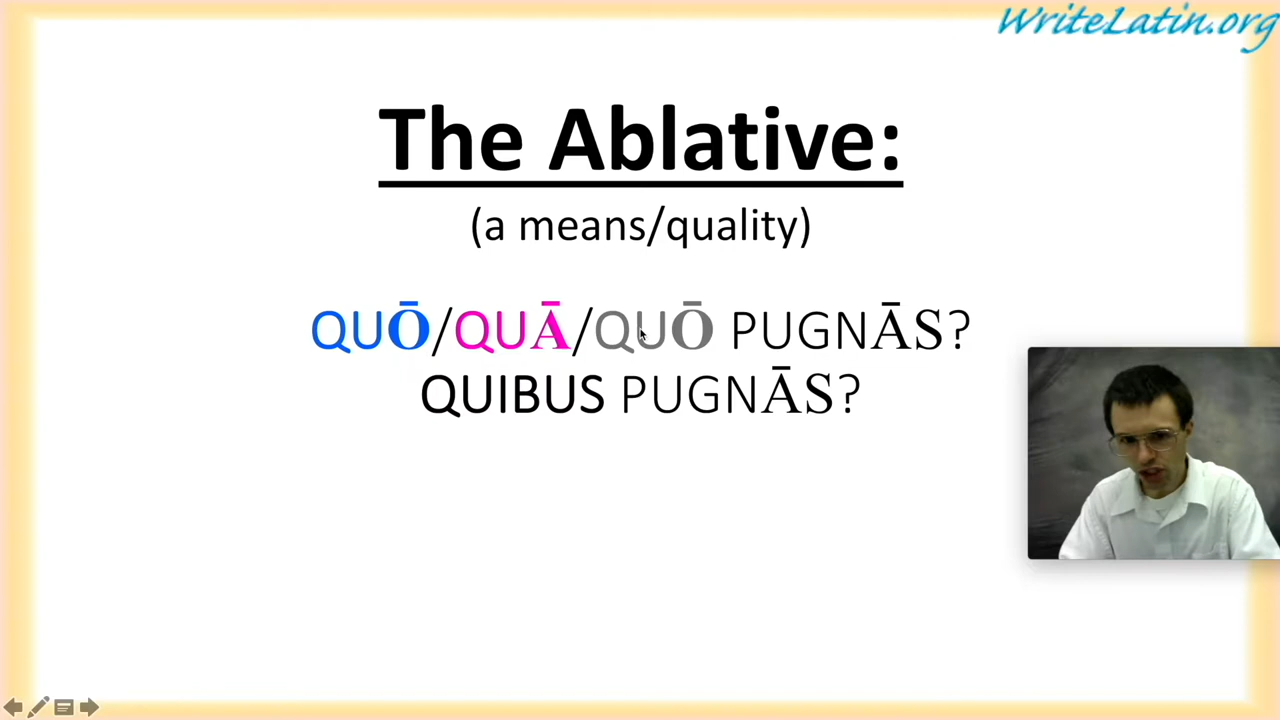 WriteLatin.org
The Ablative:
(a means/quality)
QUŌ/QUĀ/QUŌ PUGNĀS?
QUIBUS PUGNĀS?